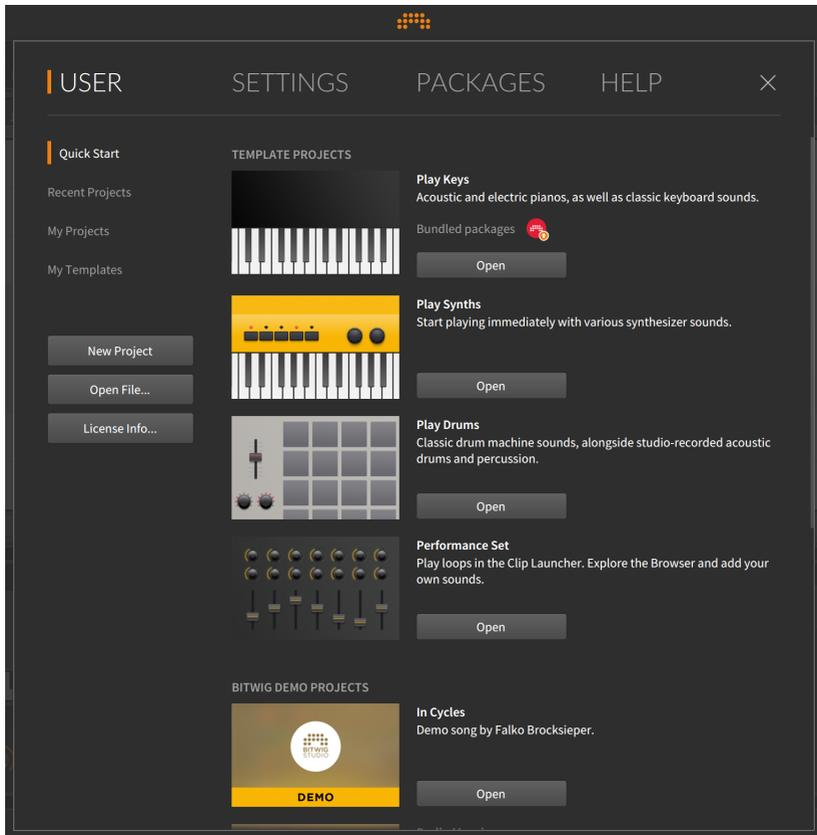 USER
SETTINGS
PACKAGES
HELP
Quick Start
Recent Projects
My Projects
My Templates
New Project
Open File...
License Info...
TEMPLATE PROJECTS
Play Keys
Acoustic and electric pianos, as well as classic keyboard sounds.
Bundled packages
Open
Play Synths
Start playing immediately with various synthesizer sounds.
Open
Play Drums
Classic drum machine sounds, alongside studio-recorded acoustic
drums and percussion.
Open
Performance Set
Play loops in the Clip Launcher. Explore the Browser and add your
own sounds.
Open
BITWIG DEMO PROJECTS
BITWIG
STUDIO
DEMO
In Cycles
Demo song by Falko Brocksieper.
Open